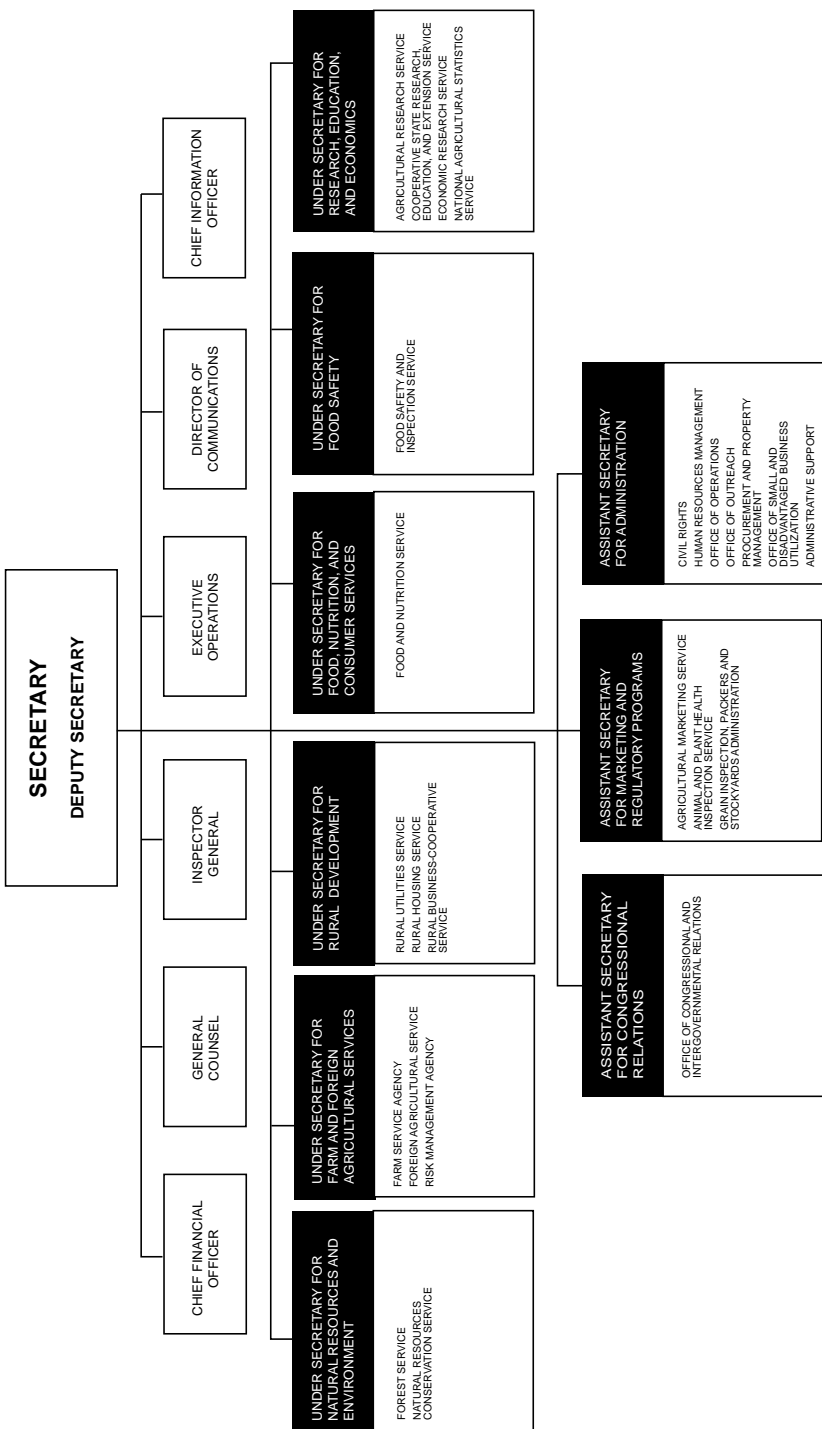 SECRETARY
DEPUTY SECRETARY
CHIEF FINANCIAL
OFFICER
GENERAL
COUNSEL
INSPECTOR
GENERAL
EXECUTIVE
OPERATIONS
DIRECTOR OF
COMMUNICATIONS
CHIEF INFORMATION
OFFICER
UNDER SECRETARY FOR
NATURAL RESOURCES AND
ENVIRONMENT
FOREST SERVICE
NATURAL RESOURCES
CONSERVATION SERVICE
UNDER SECRETARY FOR
FARM AND FOREIGN
AGRICULTURAL SERVICES
FARM SERVICE AGENCY
FOREIGN AGRICULTURAL SERVICE
RISK MANAGEMENT AGENCY
UNDER SECRETARY FOR
RURAL DEVELOPMENT
RURAL UTILITIES SERVICE
RURAL HOUSING SERVICE
RURAL BUSINESS-COOPERATIVE
SERVICE
UNDER SECRETARY FOR
FOOD, NUTRITION, AND
CONSUMER SERVICES
FOOD AND NUTRITION SERVICE
UNDER SECRETARY FOR
FOOD SAFETY
FOOD SAFETY AND
INSPECTION SERVICE
UNDER SECRETARY FOR
RESEARCH, EDUCATION,
AND ECONOMICS
AGRICULTURAL RESEARCH SERVICE
COOPERATIVE STATE RESEARCH,
EDUCATION, AND EXTENSION SERVICE
ECONOMIC RESEARCH SERVICE
NATIONAL AGRICULTURAL STATISTICS
SERVICE
ASSISTANT SECRETARY
FOR CONGRESSIONAL
RELATIONS
OFFICE OF CONGRESSIONAL AND
INTERGOVERNMENTAL RELATIONS
ASSISTANT SECRETARY
FOR MARKETING AND
REGULATORY PROGRAMS
AGRICULTURAL MARKETING SERVICE
ANIMAL AND PLANT HEALTH
INSPECTION SERVICE
GRAIN INSPECTION, PACKERS AND
STOCKYARDS ADMINISTRATION
ASSISTANT SECRETARY
FOR ADMINISTRATION
CIVIL RIGHTS
HUMAN RESOURCES MANAGEMENT
OFFICE OF OPERATIONS
OFFICE OF OUTREACH
PROCUREMENT AND PROPERTY
MANAGEMENT
OFFICE OF SMALL AND
DISADVANTAGED BUSINESS
UTILIZATION
ADMINISTRATIVE SUPPORT